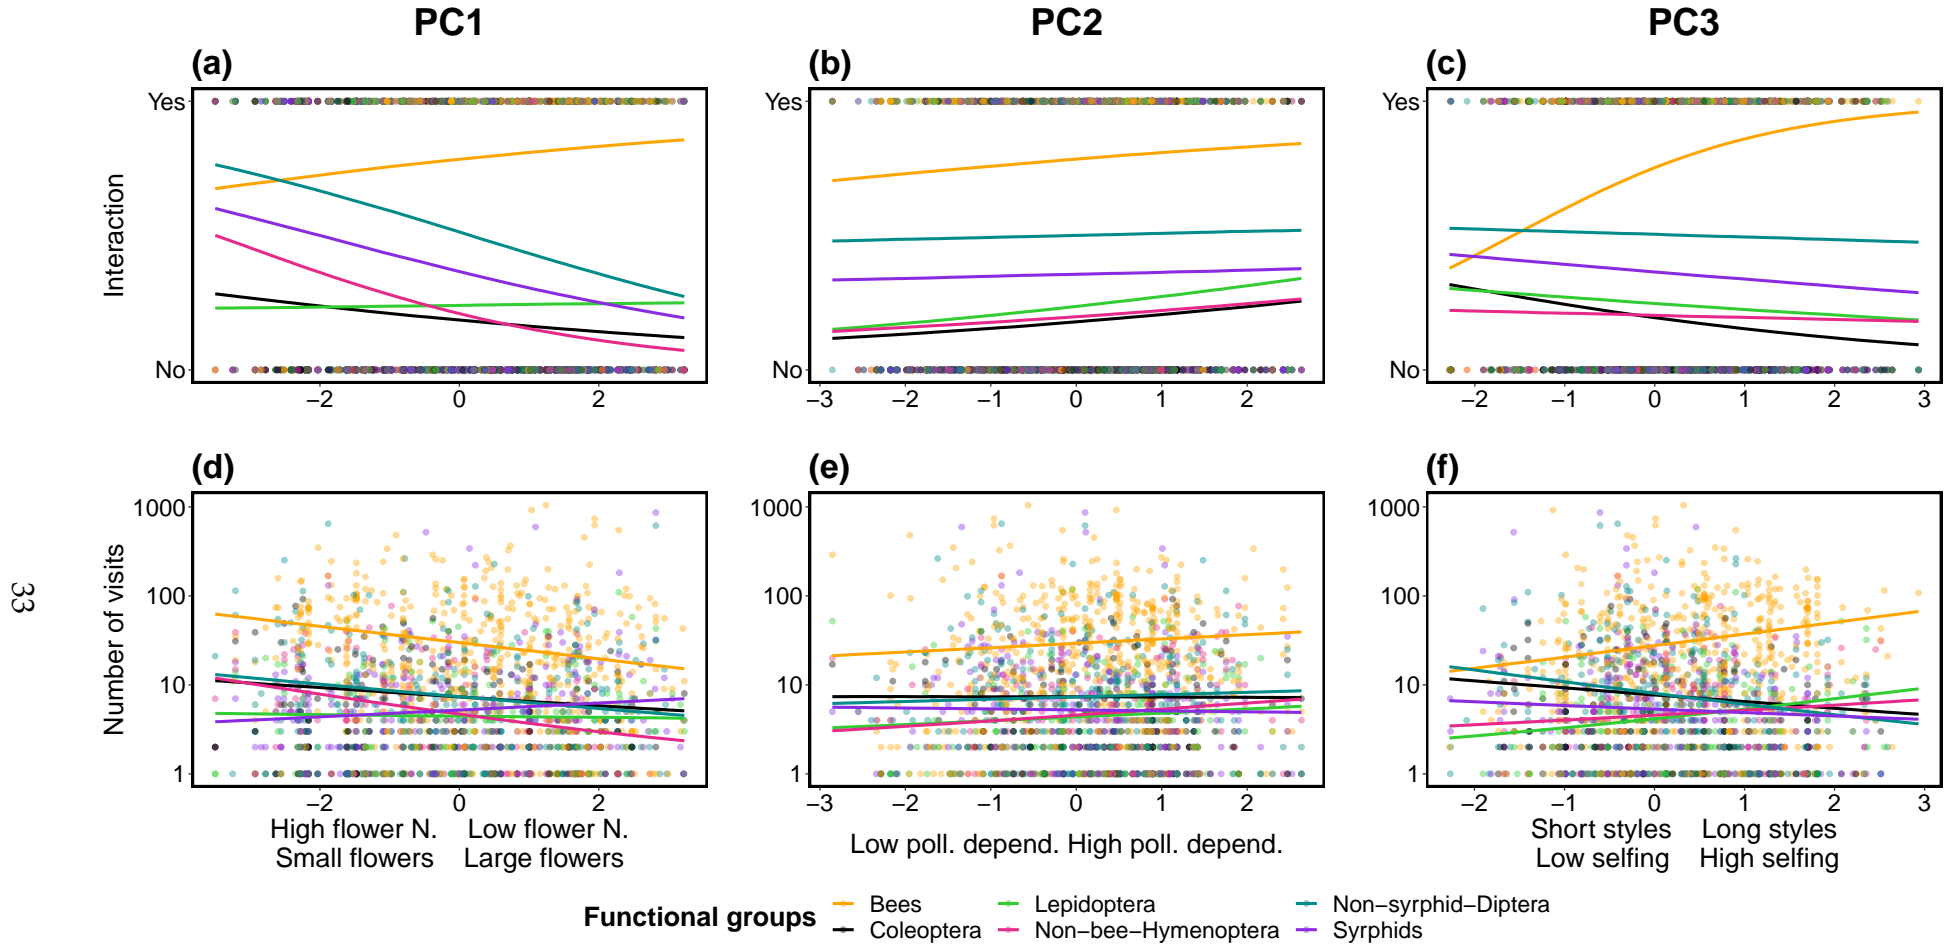 PC1 PC2 PC3
(a) (b) (c)
Interaction
Yes
No
−2 0 2
Yes
No
−3 −2 −1 0 1 2
Yes
No
−2 −1 0 1 2 3
(d) (e) (f)
Number of visits
1000
100
10
1
−2 0 2
High flower N. Low flower N.
Small flowers Large flowers
1000
100
10
1
−3 −2 −1 0 1 2
Low poll. depend. High poll. depend.
1000
100
10
1
−2 −1 0 1 2 3
Short styles Long styles
Low selfing High selfing
Functional groups
Bees Lepidoptera Non−syrphid−Diptera
Coleoptera Non−bee−Hymenoptera Syrphids
33